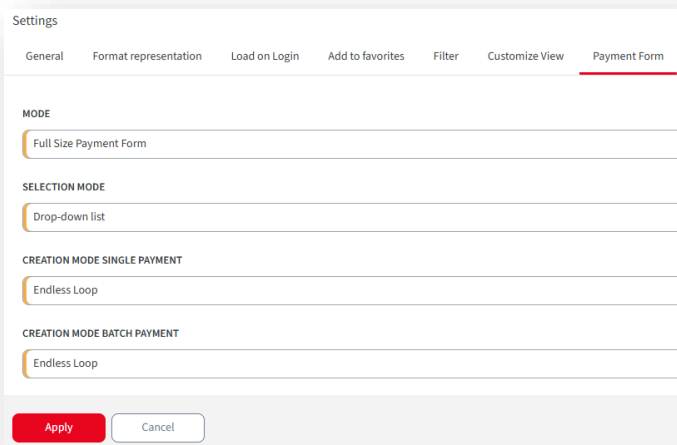 Settings
General Format representation Load on Login Add to favorites Filter Customize View Payment Form
MODE
Full Size Payment Form
SELECTION MODE
Drop-down list
CREATION MODE SINGLE PAYMENT
Endless Loop
CREATION MODE BATCH PAYMENT
Endless Loop
Apply Cancel